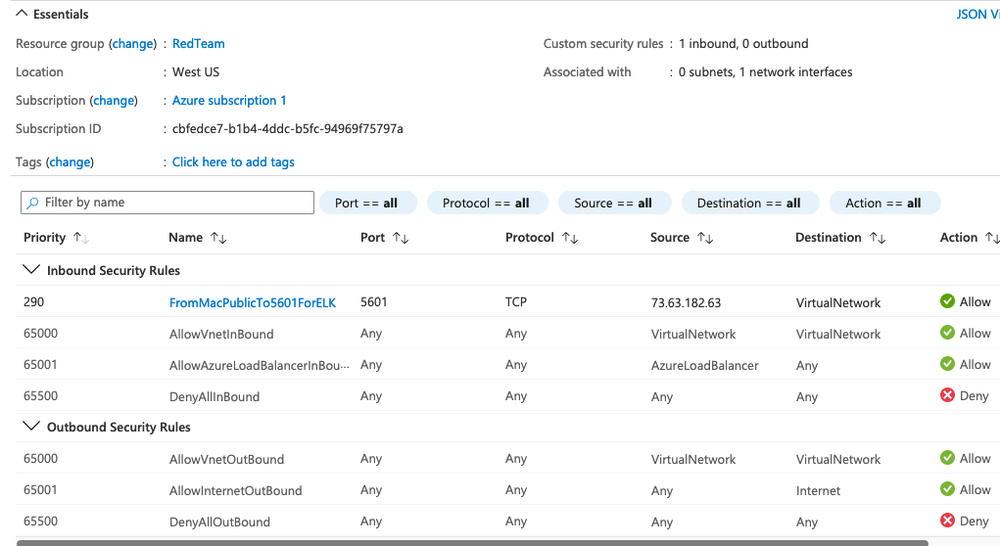 Essentials JSON Vi
Resource group (change) : RedTeam Custom security rules : 1 inbound, 0 outbound
Location : West US Associated with : 0 subnets, 1 network interfaces
Subscription (change) : Azure subscription 1
Subscription ID : cbfedce7-b1b4-4ddc-b5fc-94969f75797a
Tags (change) : Click here to add tags
Filter by name Port == all Protocol == all Source == all Destination == all Action == all
Priority Name Port Protocol Source Destination Action
Inbound Security Rules
290 FromMacPublicTo5601ForELK 5601 TCP 73.63.182.63 VirtualNetwork Allow
65000 AllowVnetInBound Any Any VirtualNetwork VirtualNetwork Allow
65001 AllowAzureLoadBalancerInBou··· Any Any AzureLoadBalancer Any Allow
65500 DenyAllInBound Any Any Any Any Deny
Outbound Security Rules
65000 AllowVnetOutBound Any Any VirtualNetwork VirtualNetwork Allow
65001 AllowInternetOutBound Any Any Any Internet Allow
65500 DenyAllOutBound Any Any Any Any Deny